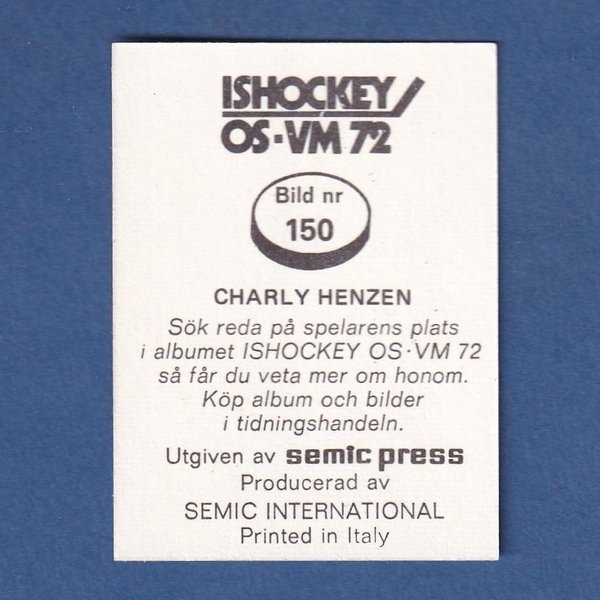 ISHOCKEY
OS·VM 72
Bild nr
150
CHARLY HENZEN
Sök reda på spelarens plats
i albumet ISHOCKEY OS·VM 72
så får du veta mer om honom.
Köp album och bilder
i tidningshandeln.
Utgiven av semic press
Producerad av
SEMIC INTERNATIONAL
Printed in Italy